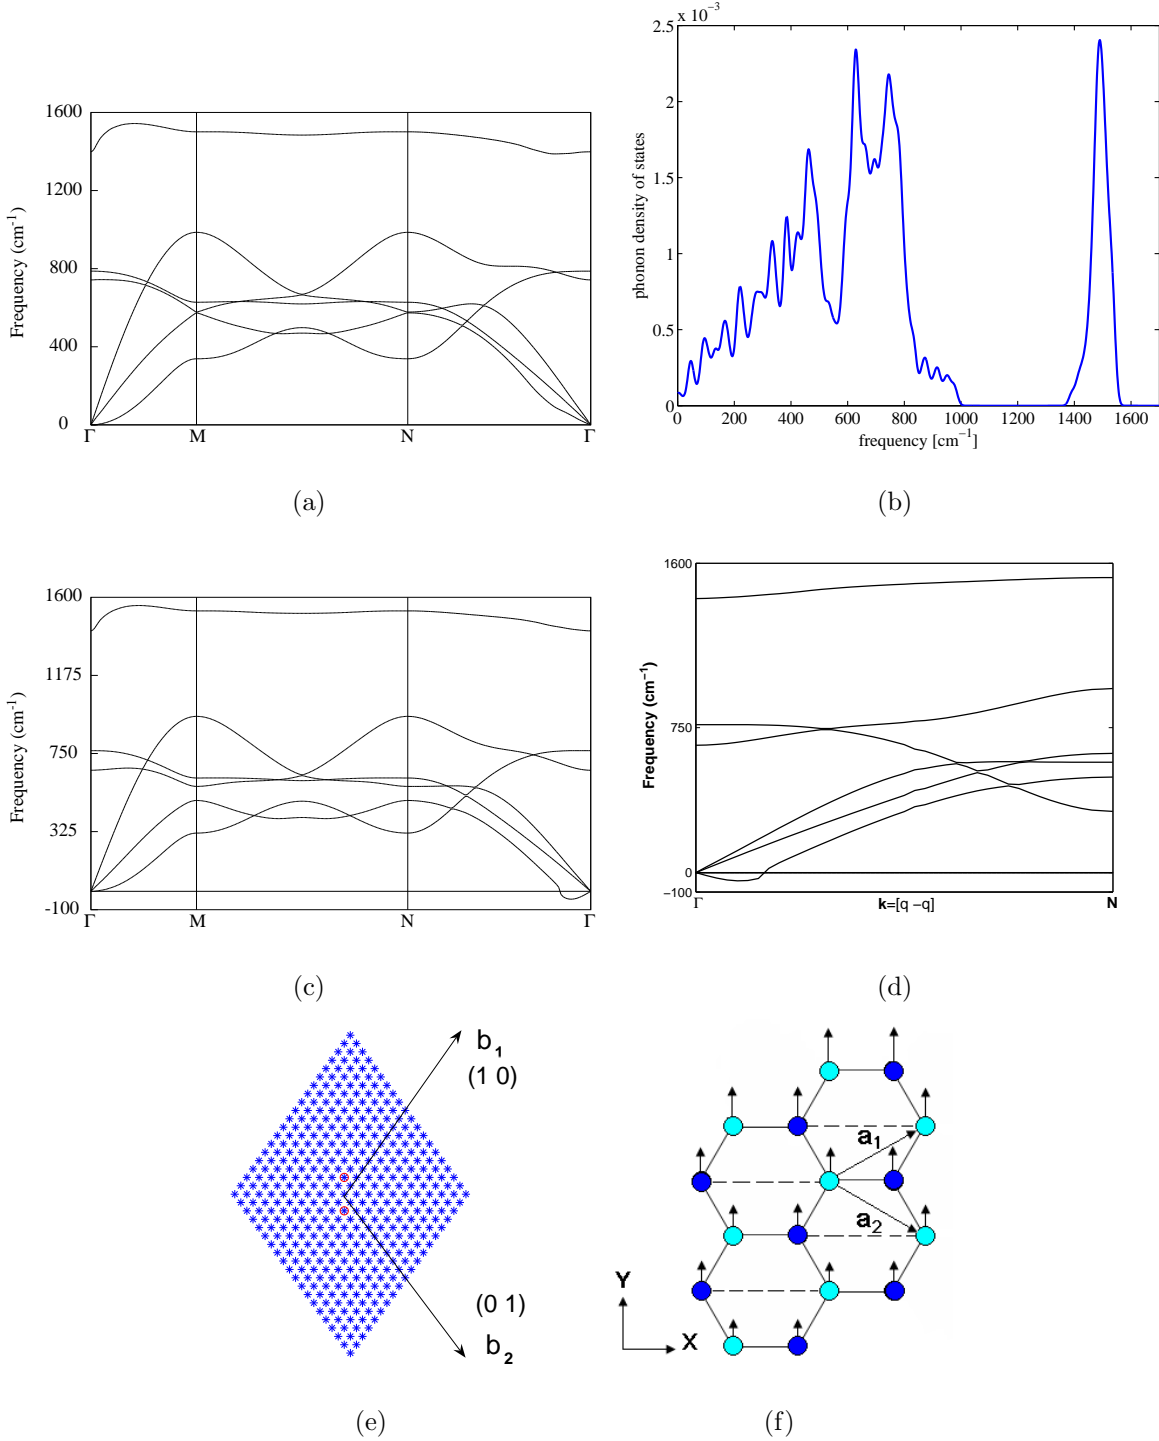 1600
1200
800
400
0
Frequency (cm-1)
Γ M N Γ
(a)
x 10−3
2.5
2
1.5
1
0.5
0
phonon density of states
0 200 400 600 800 1000 1200 1400 1600
frequency [cm−1]
(b)
1600
1175
750
325
-100
Frequency (cm-1)
Γ M N Γ
(c)
1600
750
0
−100
Frequency (cm−1)
Γ k=[q −q] N
(d)
b1
(1 0)
(0 1)
b2
(e)
a1
a2
Y
X
(f)